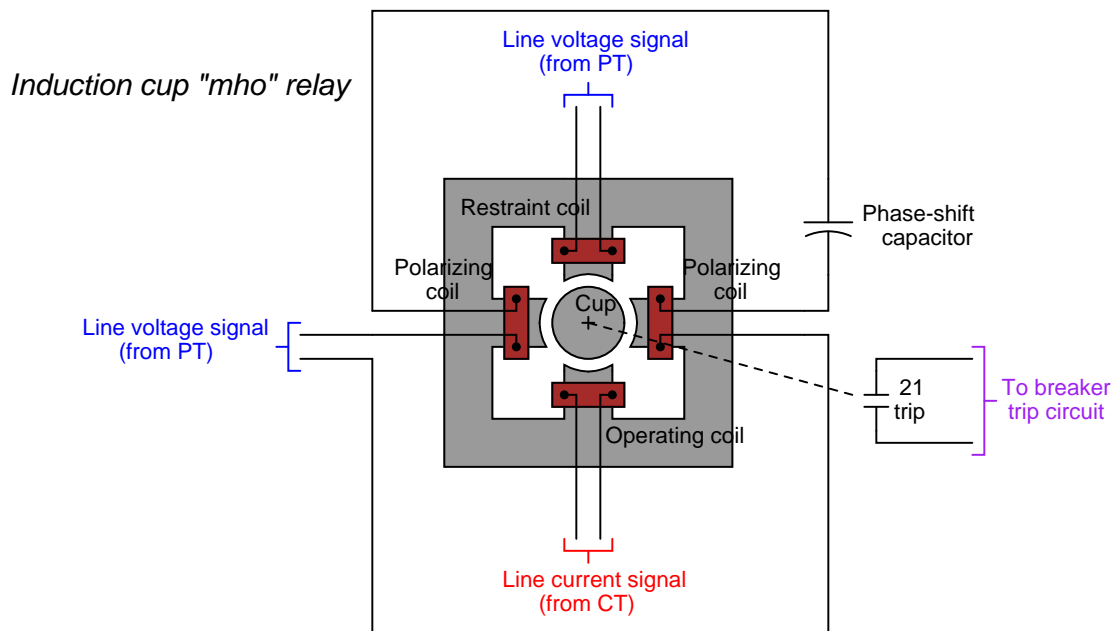 Induction cup "mho" relay
Line voltage signal
(from PT)
Restraint coil
Phase-shift
capacitor
Polarizing
coil
Polarizing
coil
Cup
Line voltage signal
(from PT)
21
trip
To breaker
trip circuit
Operating coil
Line current signal
(from CT)